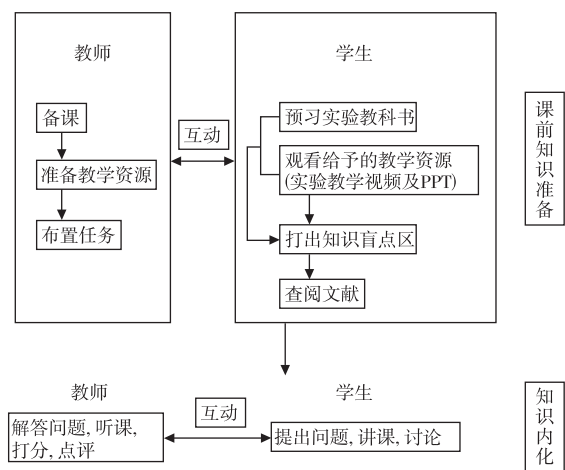 教师
备课
准备教学资源
布置任务
互动
学生
预习实验教科书
观看给予的教学资源
(实验教学视频及PPT)
打出知识盲点区
查阅文献
课前知识准备
教师
解答问题, 听课,
打分, 点评
互动
学生
提出问题, 讲课, 讨论
知识内化